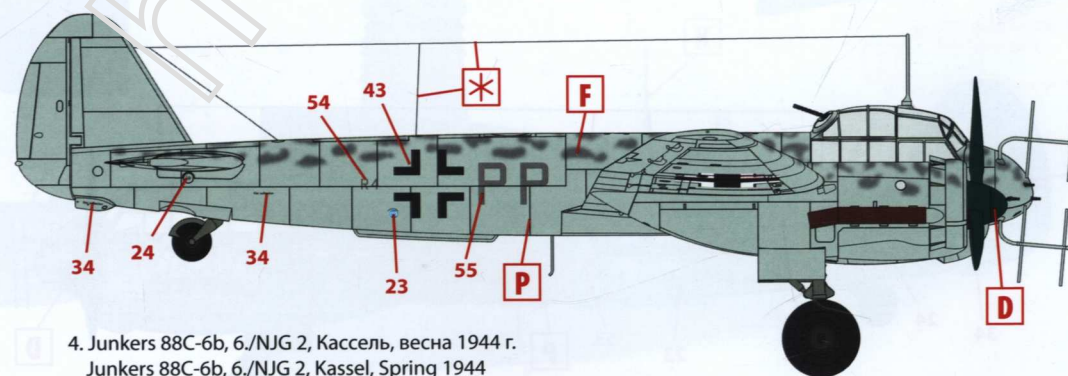 54
43
F
R4
PP
34
24
34
23
55
P
D
4. Junkers 88C-6b, 6./NJG 2, Кассель, весна 1944 г.
Junkers 88C-6b, 6./NJG 2, Kassel, Spring 1944